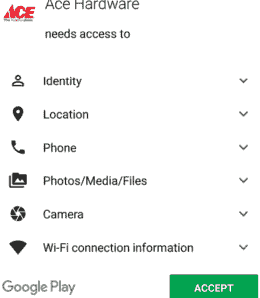 ACE
Ace Hardware
needs access to
Identity
Location
Phone
Photos/Media/Files
Camera
Wi-Fi connection information
Google Play
ACCEPT